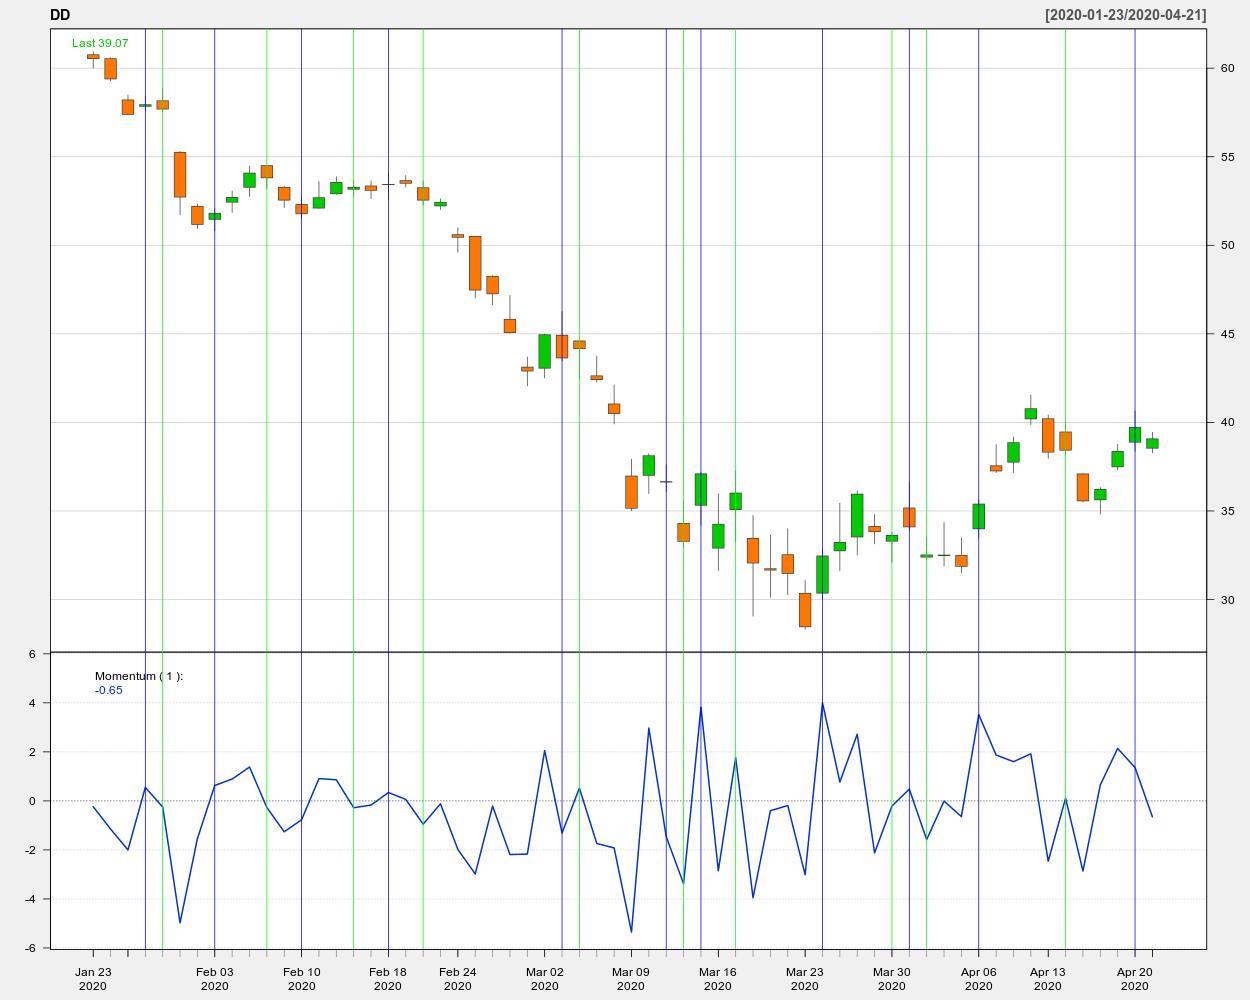 DD
[2020-01-23/2020-04-21]
Last 39.07
60
55
50
45
40
35
30
Momentum ( 1 ):
-0.65
6
4
2
0
-2
-4
-6
Jan 23
2020
Feb 03
2020
Feb 10
2020
Feb 18
2020
Feb 24
2020
Mar 02
2020
Mar 09
2020
Mar 16
2020
Mar 23
2020
Mar 30
2020
Apr 06
2020
Apr 13
2020
Apr 20
2020